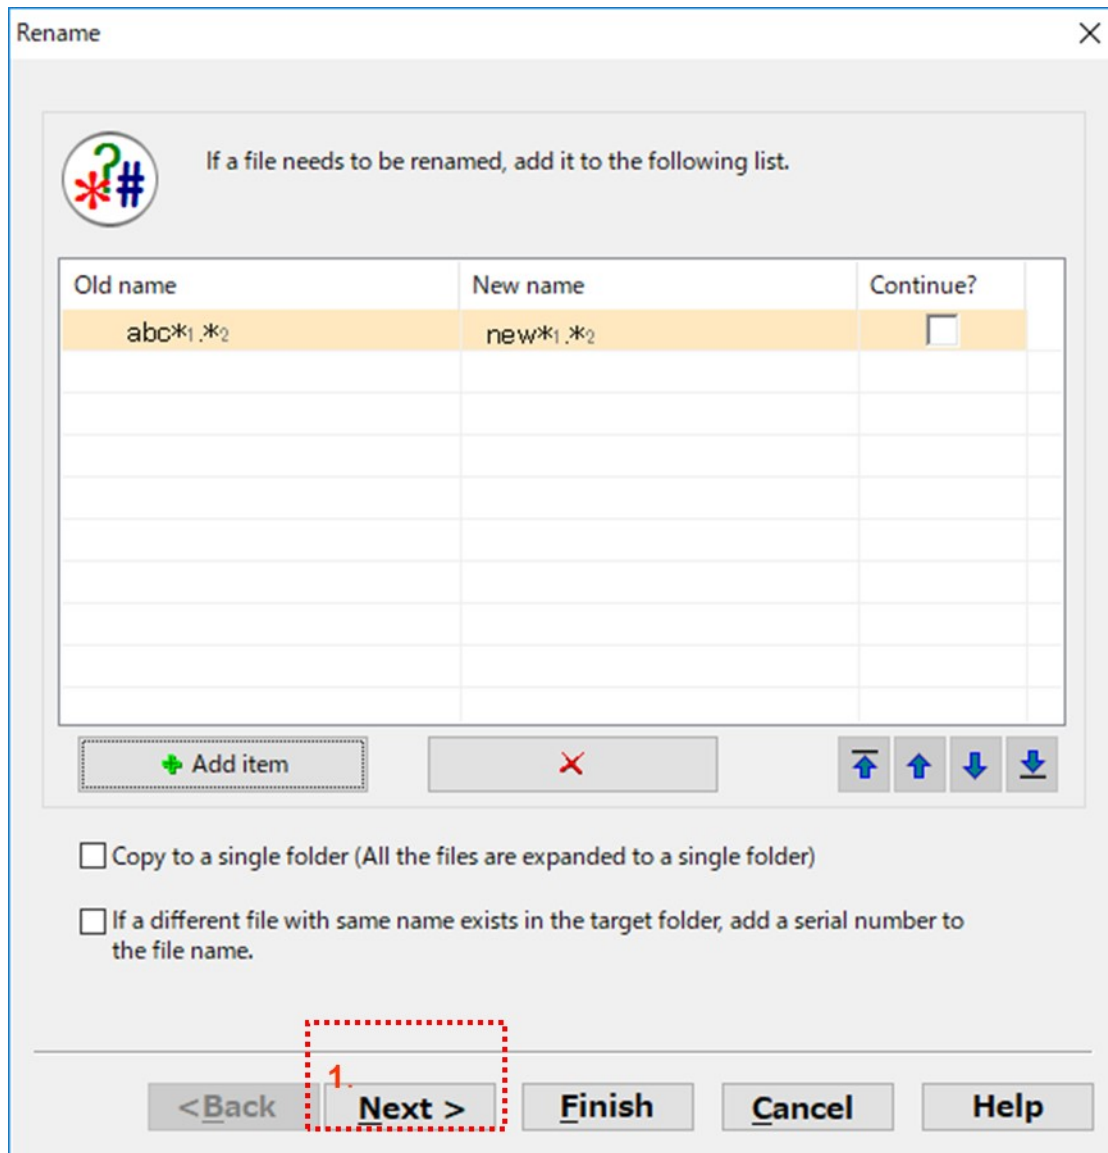 Rename
If a file needs to be renamed, add it to the following list.
Old name New name Continue?
abc*1.*2 new*1.*2
Add item
Copy to a single folder (All the files are expanded to a single folder)
If a different file with same name exists in the target folder, add a serial number to
the file name.
1.
<Back Next > Finish Cancel Help